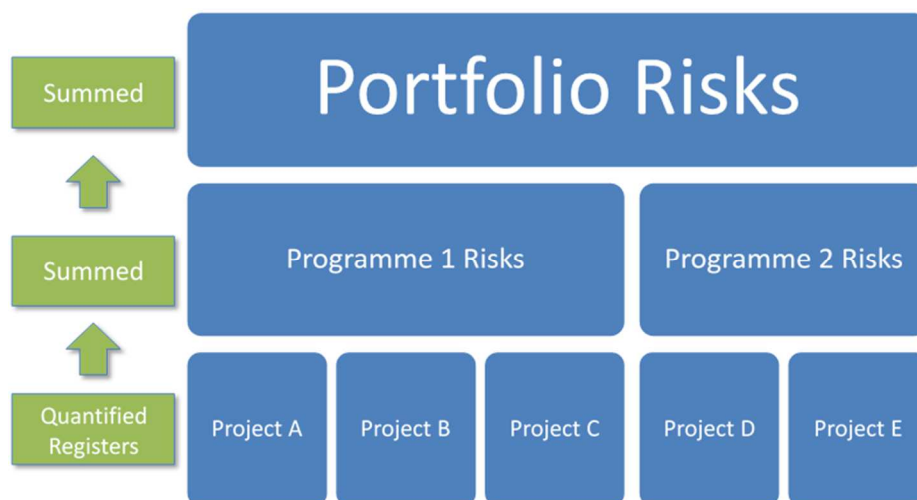 Summed
Portfolio Risks
Summed
Programme 1 Risks
Programme 2 Risks
Quantified
Registers
Project A
Project B
Project C
Project D
Project E